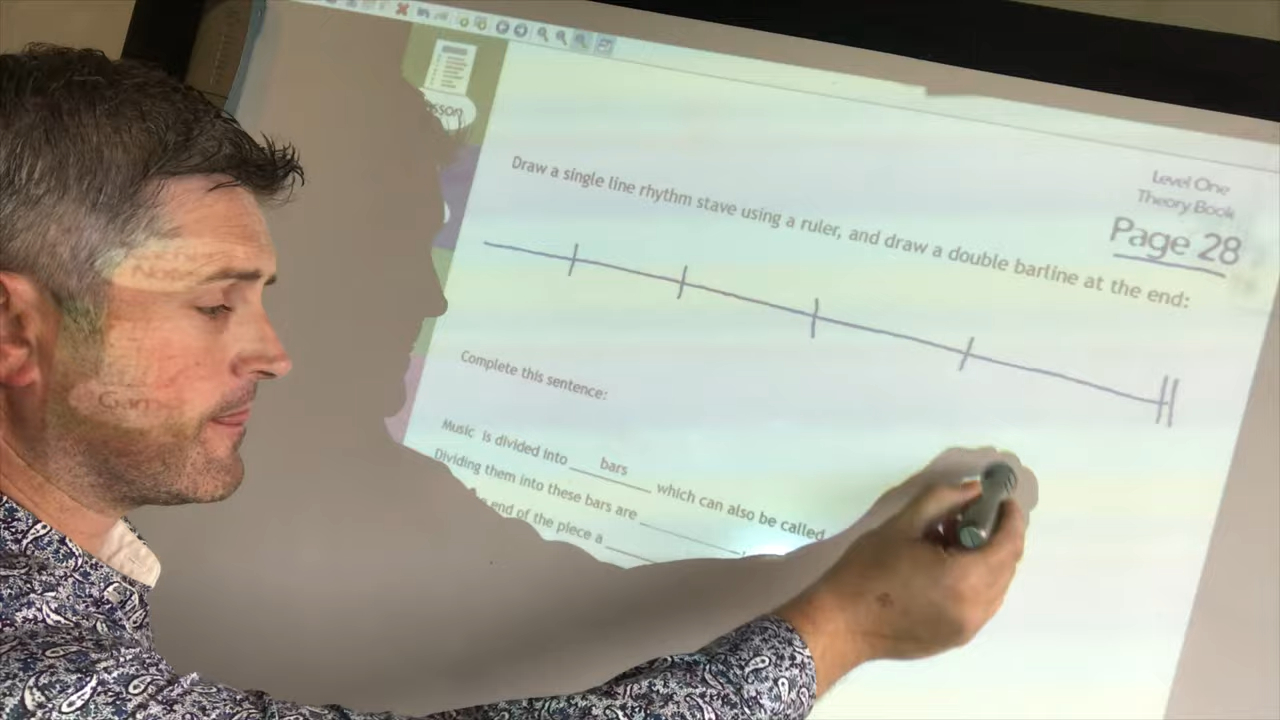 sson
Level One
Theory Book
Page 28
Draw a single line rhythm stave using a ruler, and draw a double barline at the end:
Complete this sentence:
Music is divided into bars which can also be called
Dividing them into these bars are
end of the piece a